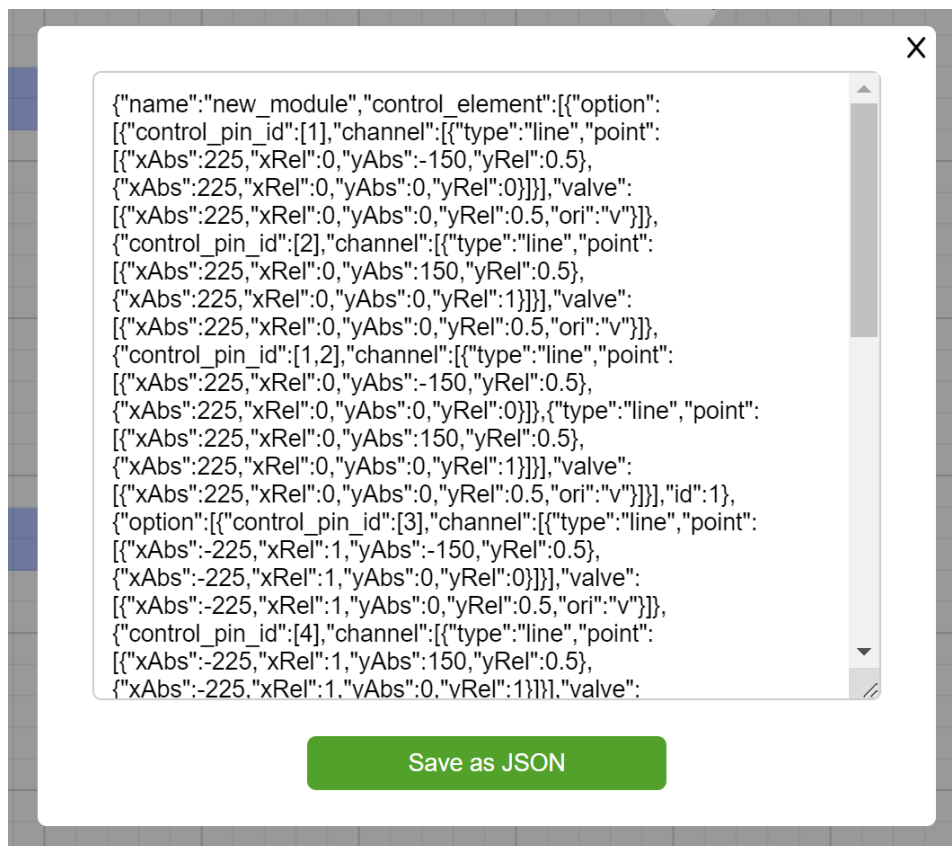 X
{"name":"new_module","control_element":[{"option":
[{"control_pin_id":[1],"channel":[{"type":"line","point":
[{"xAbs":225,"xRel":0,"yAbs":-150,"yRel":0.5},
{"xAbs":225,"xRel":0,"yAbs":0,"yRel":0}]}],"valve":
[{"xAbs":225,"xRel":0,"yAbs":0,"yRel":0.5,"ori":"v"}]},
{"control_pin_id":[2],"channel":[{"type":"line","point":
[{"xAbs":225,"xRel":0,"yAbs":150,"yRel":0.5},
{"xAbs":225,"xRel":0,"yAbs":0,"yRel":1}]}],"valve":
[{"xAbs":225,"xRel":0,"yAbs":0,"yRel":0.5,"ori":"v"}]},
{"control_pin_id":[1,2],"channel":[{"type":"line","point":
[{"xAbs":225,"xRel":0,"yAbs":-150,"yRel":0.5},
{"xAbs":225,"xRel":0,"yAbs":0,"yRel":0}]},{"type":"line","point":
[{"xAbs":225,"xRel":0,"yAbs":150,"yRel":0.5},
{"xAbs":225,"xRel":0,"yAbs":0,"yRel":1}]}],"valve":
[{"xAbs":225,"xRel":0,"yAbs":0,"yRel":0.5,"ori":"v"}]}],"id":1},
{"option":[{"control_pin_id":[3],"channel":[{"type":"line","point":
[{"xAbs":-225,"xRel":1,"yAbs":-150,"yRel":0.5},
{"xAbs":-225,"xRel":1,"yAbs":0,"yRel":0}]}],"valve":
[{"xAbs":-225,"xRel":1,"yAbs":0,"yRel":0.5,"ori":"v"}]},
{"control_pin_id":[4],"channel":[{"type":"line","point":
[{"xAbs":-225,"xRel":1,"yAbs":150,"yRel":0.5},
{"xAbs":-225,"xRel":1,"yAbs":0,"yRel":1}]}],"valve":
Save as JSON